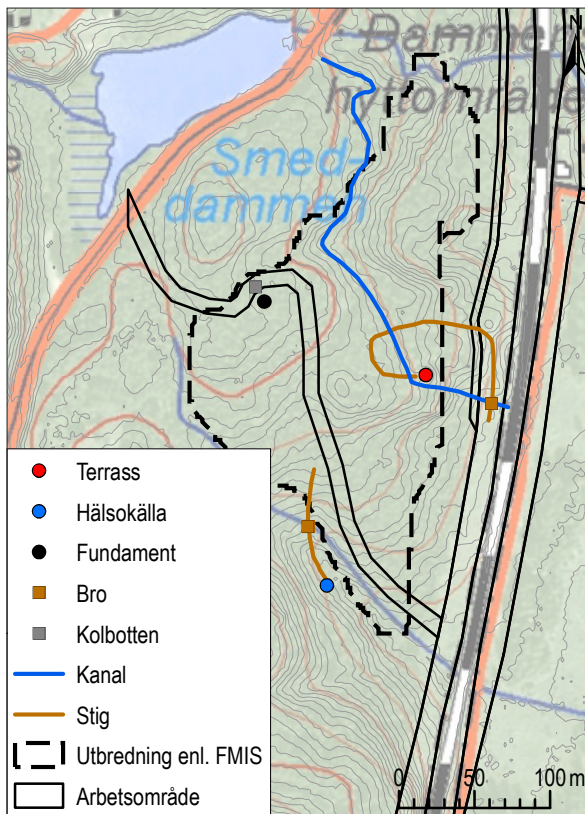 Dammen
hyttområde
N
e
Smed-
dammen
Terrass
Hälsokälla
Fundament
Bro
Kolbotten
Kanal
Stig
Utbredning enl. FMIS
Arbetsområde
0 50 100 m